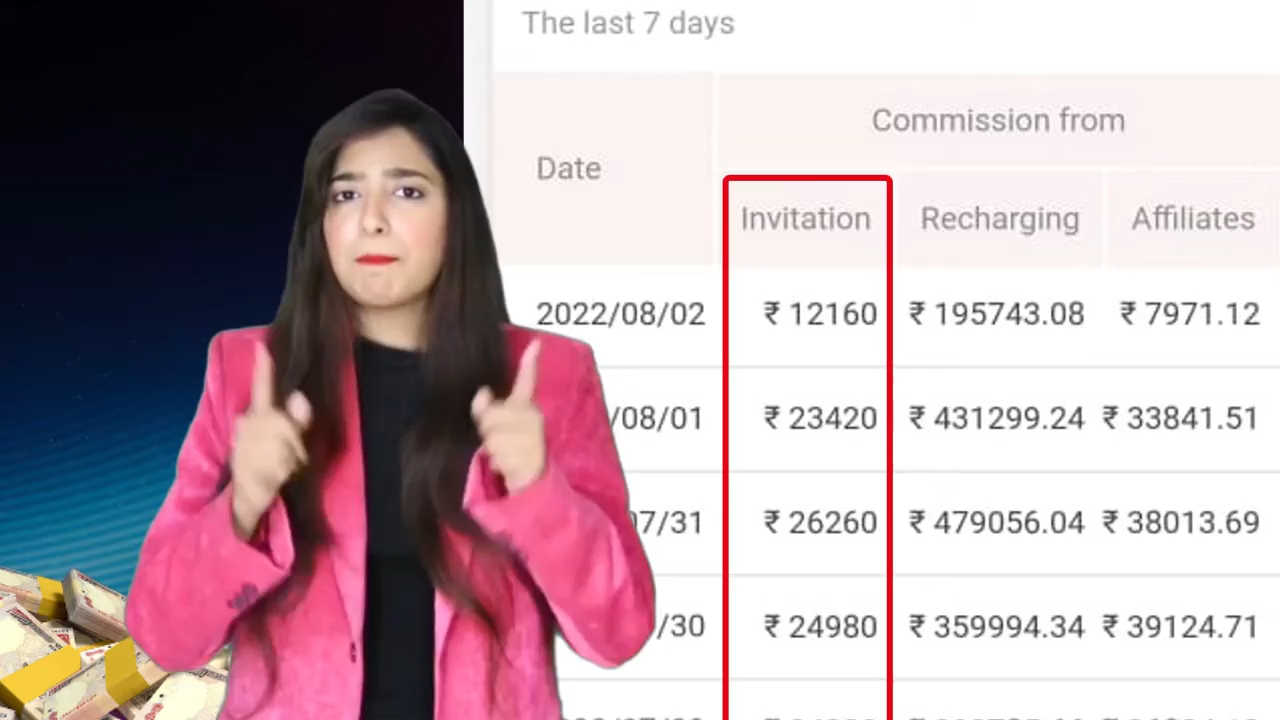 The last 7 days
Commission from
Date
Invitation Recharging Affiliates
2022/08/02 ₹ 12160 ₹ 195743.08 ₹ 7971.12
/08/01 ₹ 23420 ₹ 431299.24 ₹ 33841.51
07/31 ₹ 26260 ₹ 479056.04 ₹ 38013.69
/30 ₹ 24980 ₹ 359994.34 ₹ 39124.71